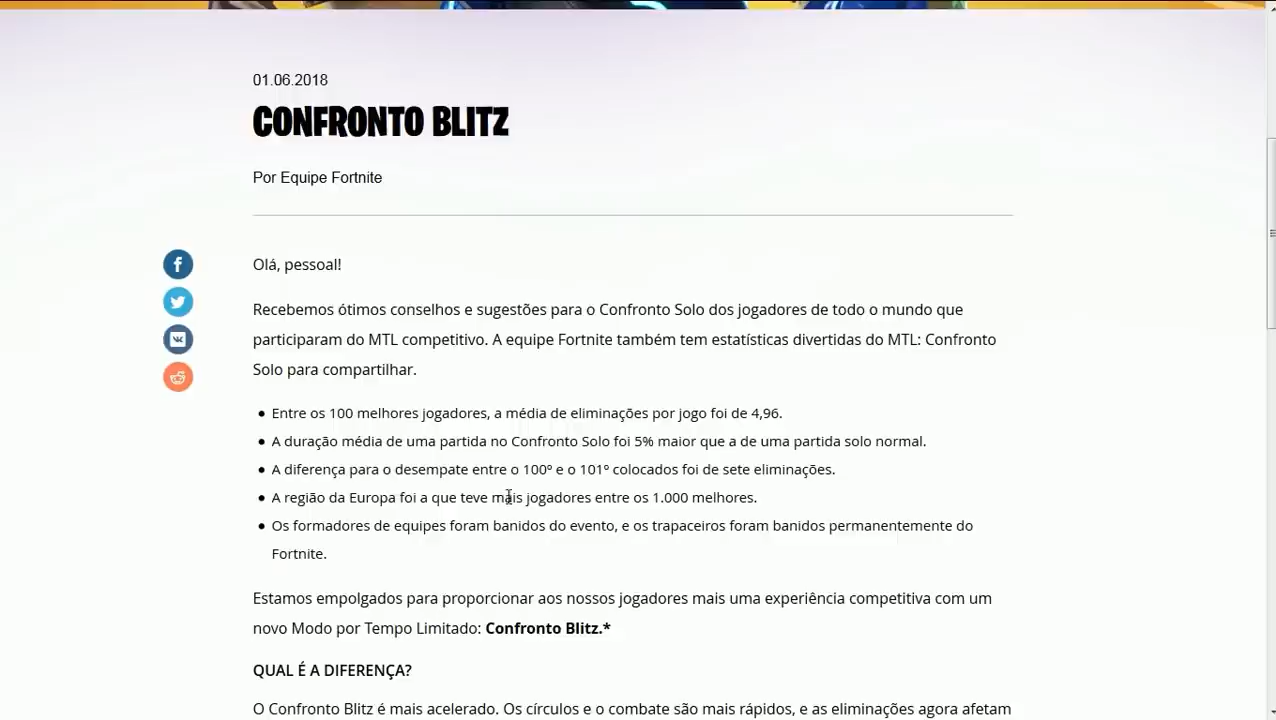 01.06.2018
CONFRONTO BLITZ
Por Equipe Fortnite
Olá, pessoal!
Recebemos ótimos conselhos e sugestões para o Confronto Solo dos jogadores de todo o mundo que
participaram do MTL competitivo. A equipe Fortnite também tem estatísticas divertidas do MTL: Confronto
Solo para compartilhar.
• Entre os 100 melhores jogadores, a média de eliminações por jogo foi de 4,96.
• A duração média de uma partida no Confronto Solo foi 5% maior que a de uma partida solo normal.
• A diferença para o desempate entre o 100º e o 101º colocados foi de sete eliminações.
• A região da Europa foi a que teve mais jogadores entre os 1.000 melhores.
• Os formadores de equipes foram banidos do evento, e os trapaceiros foram banidos permanentemente do
Fortnite.
Estamos empolgados para proporcionar aos nossos jogadores mais uma experiência competitiva com um
novo Modo por Tempo Limitado: Confronto Blitz.*
QUAL É A DIFERENÇA?
O Confronto Blitz é mais acelerado. Os círculos e o combate são mais rápidos, e as eliminações agora afetam